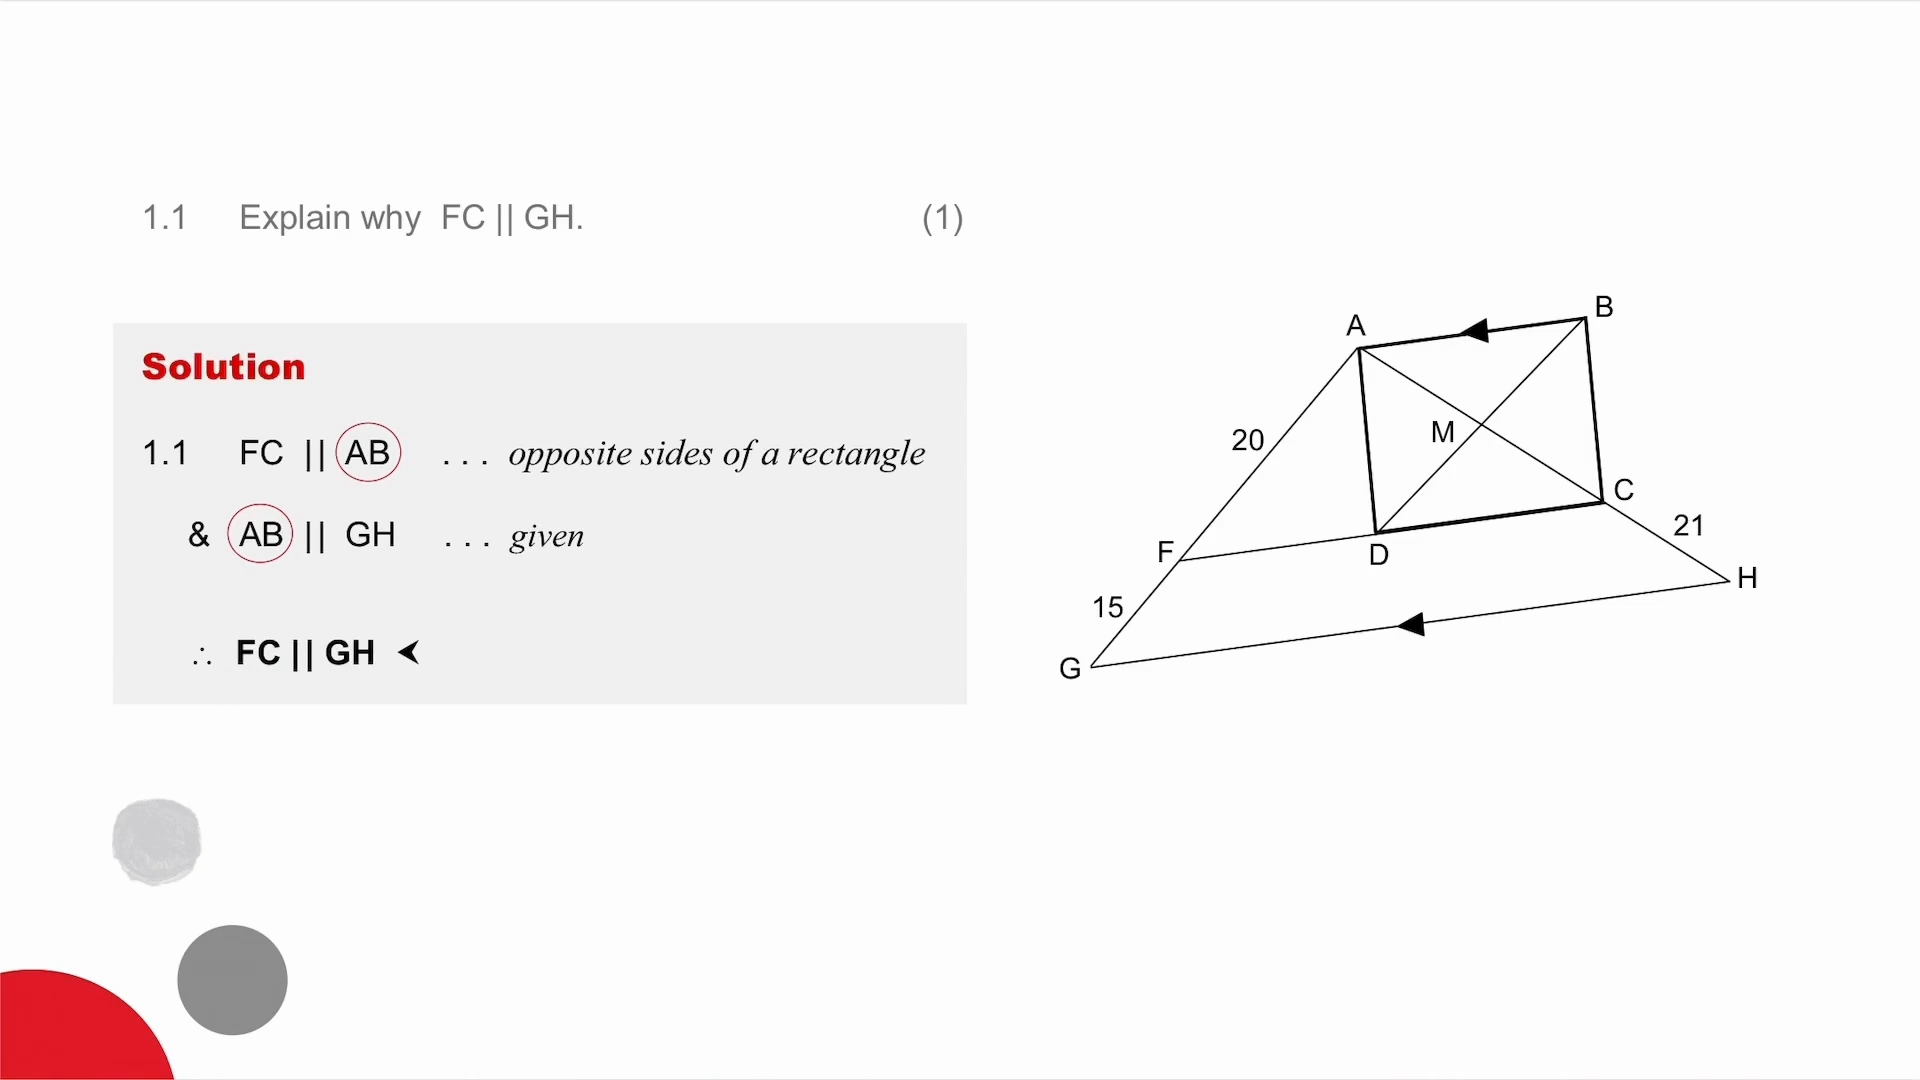 1.1 Explain why FC || GH. (1)
Solution
1.1 FC || AB . . . opposite sides of a rectangle
& AB || GH . . . given
∴ FC || GH ⮜
A
B
20
M
C
21
F
D
H
15
G